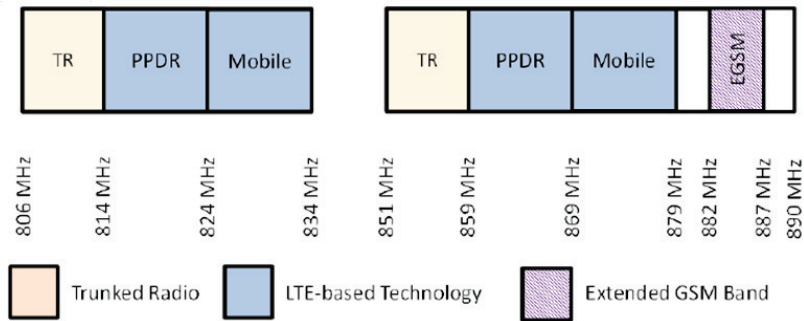 TR PPDR Mobile TR PPDR Mobile EGSM
806 MHz 814 MHz 824 MHz 834 MHz 851 MHz 859 MHz 869 MHz 879 MHz 882 MHz 887 MHz 890 MHz
Trunked Radio LTE-based Technology Extended GSM Band